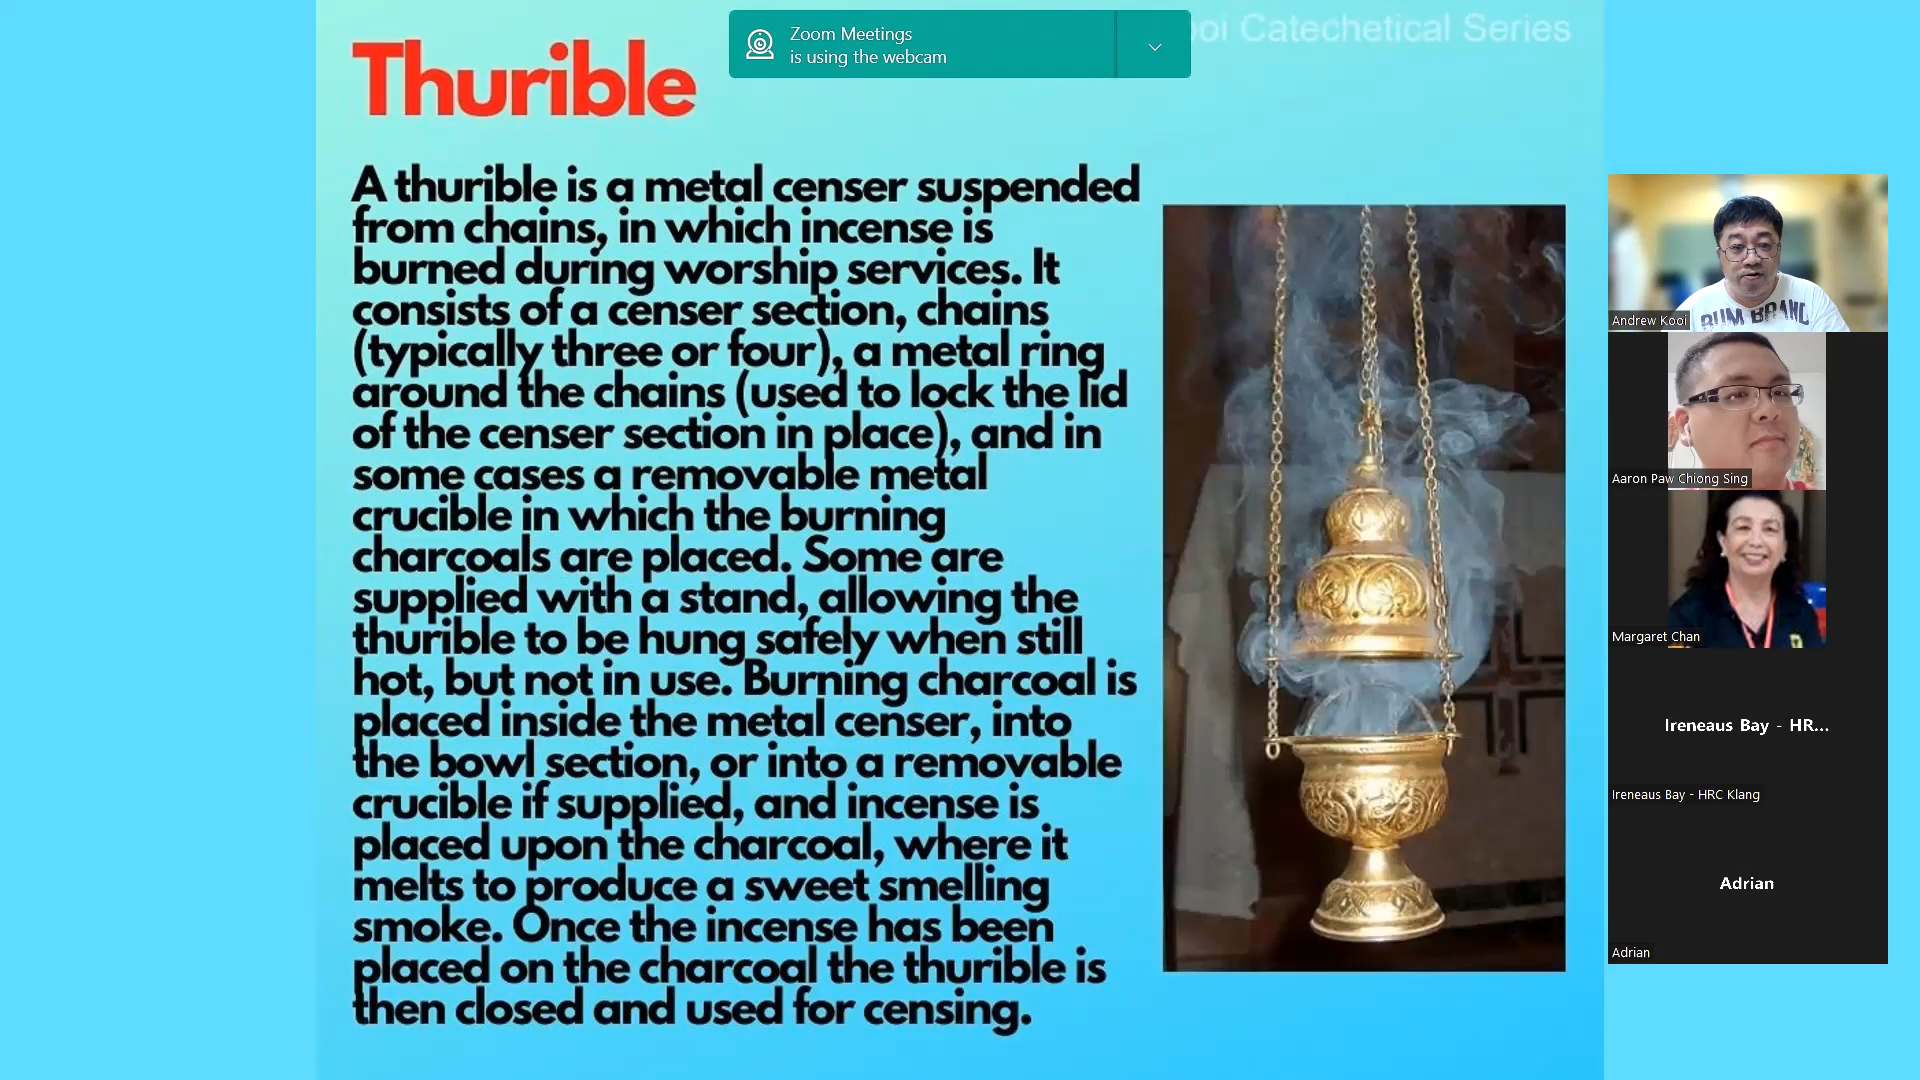 Zoom Meetings
is using the webcam
Catechetical Series
Thurible
A thurible is a metal censer suspended
from chains, in which incense is
burned during worship services. It
consists of a censer section, chains
(typically three or four), a metal ring
around the chains (used to lock the lid
of the censer section in place), and in
some cases a removable metal
crucible in which the burning
charcoals are placed. Some are
supplied with a stand, allowing the
thurible to be hung safely when still
hot, but not in use. Burning charcoal is
placed inside the metal censer, into
the bowl section, or into a removable
crucible if supplied, and incense is
placed upon the charcoal, where it
melts to produce a sweet smelling
smoke. Once the incense has been
placed on the charcoal the thurible is
then closed and used for censing.
BUM BRAND
Andrew Kooi
Aaron Paw Chiong Sing
Margaret Chan
Ireneaus Bay - HR...
Ireneaus Bay - HRC Klang
Adrian
Adrian